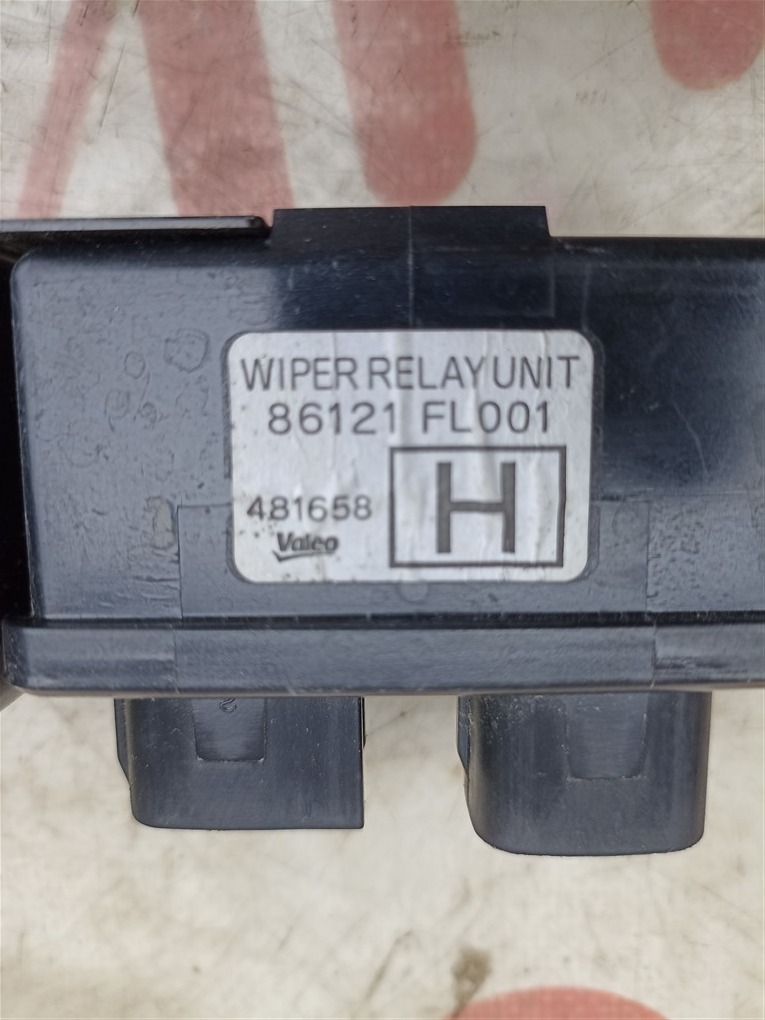 WIPER RELAY UNIT
86121 FL001
481658
Valeo
H